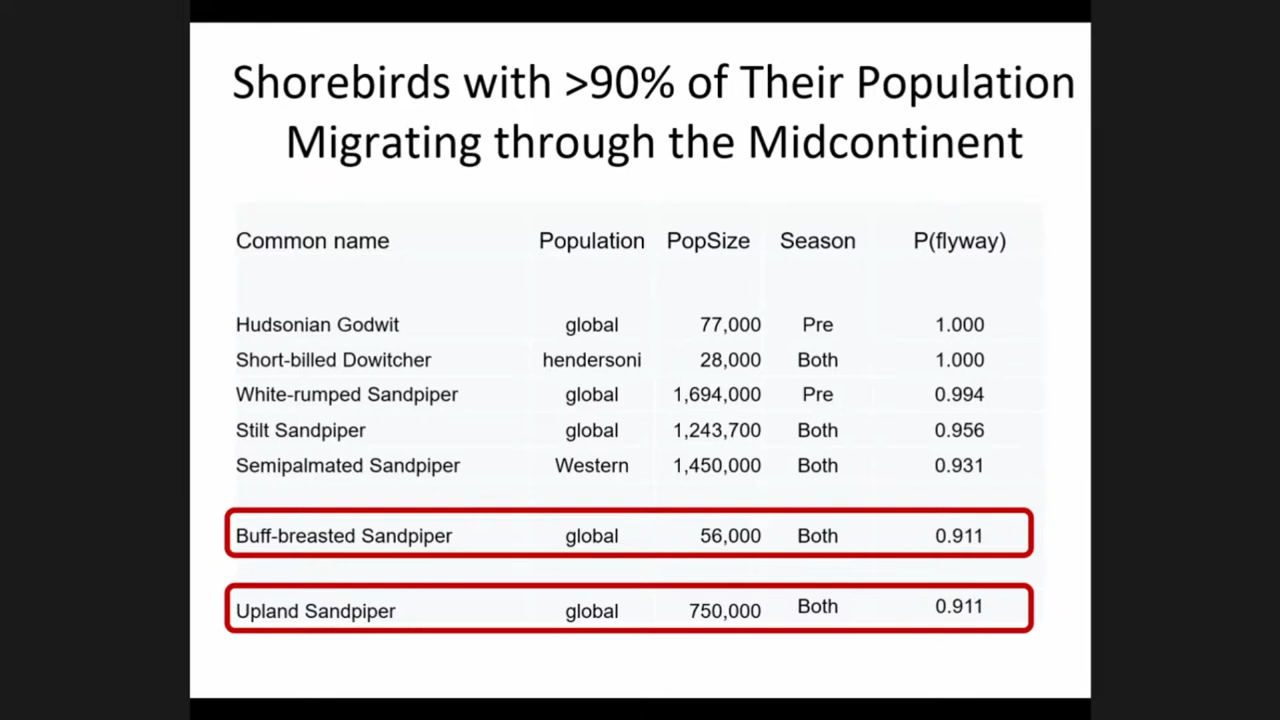 Shorebirds with >90% of Their Population
Migrating through the Midcontinent
Common name Population PopSize Season P(flyway)
Hudsonian Godwit global 77,000 Pre 1.000
Short-billed Dowitcher hendersoni 28,000 Both 1.000
White-rumped Sandpiper global 1,694,000 Pre 0.994
Stilt Sandpiper global 1,243,700 Both 0.956
Semipalmated Sandpiper Western 1,450,000 Both 0.931
Buff-breasted Sandpiper global 56,000 Both 0.911
Upland Sandpiper global 750,000 Both 0.911